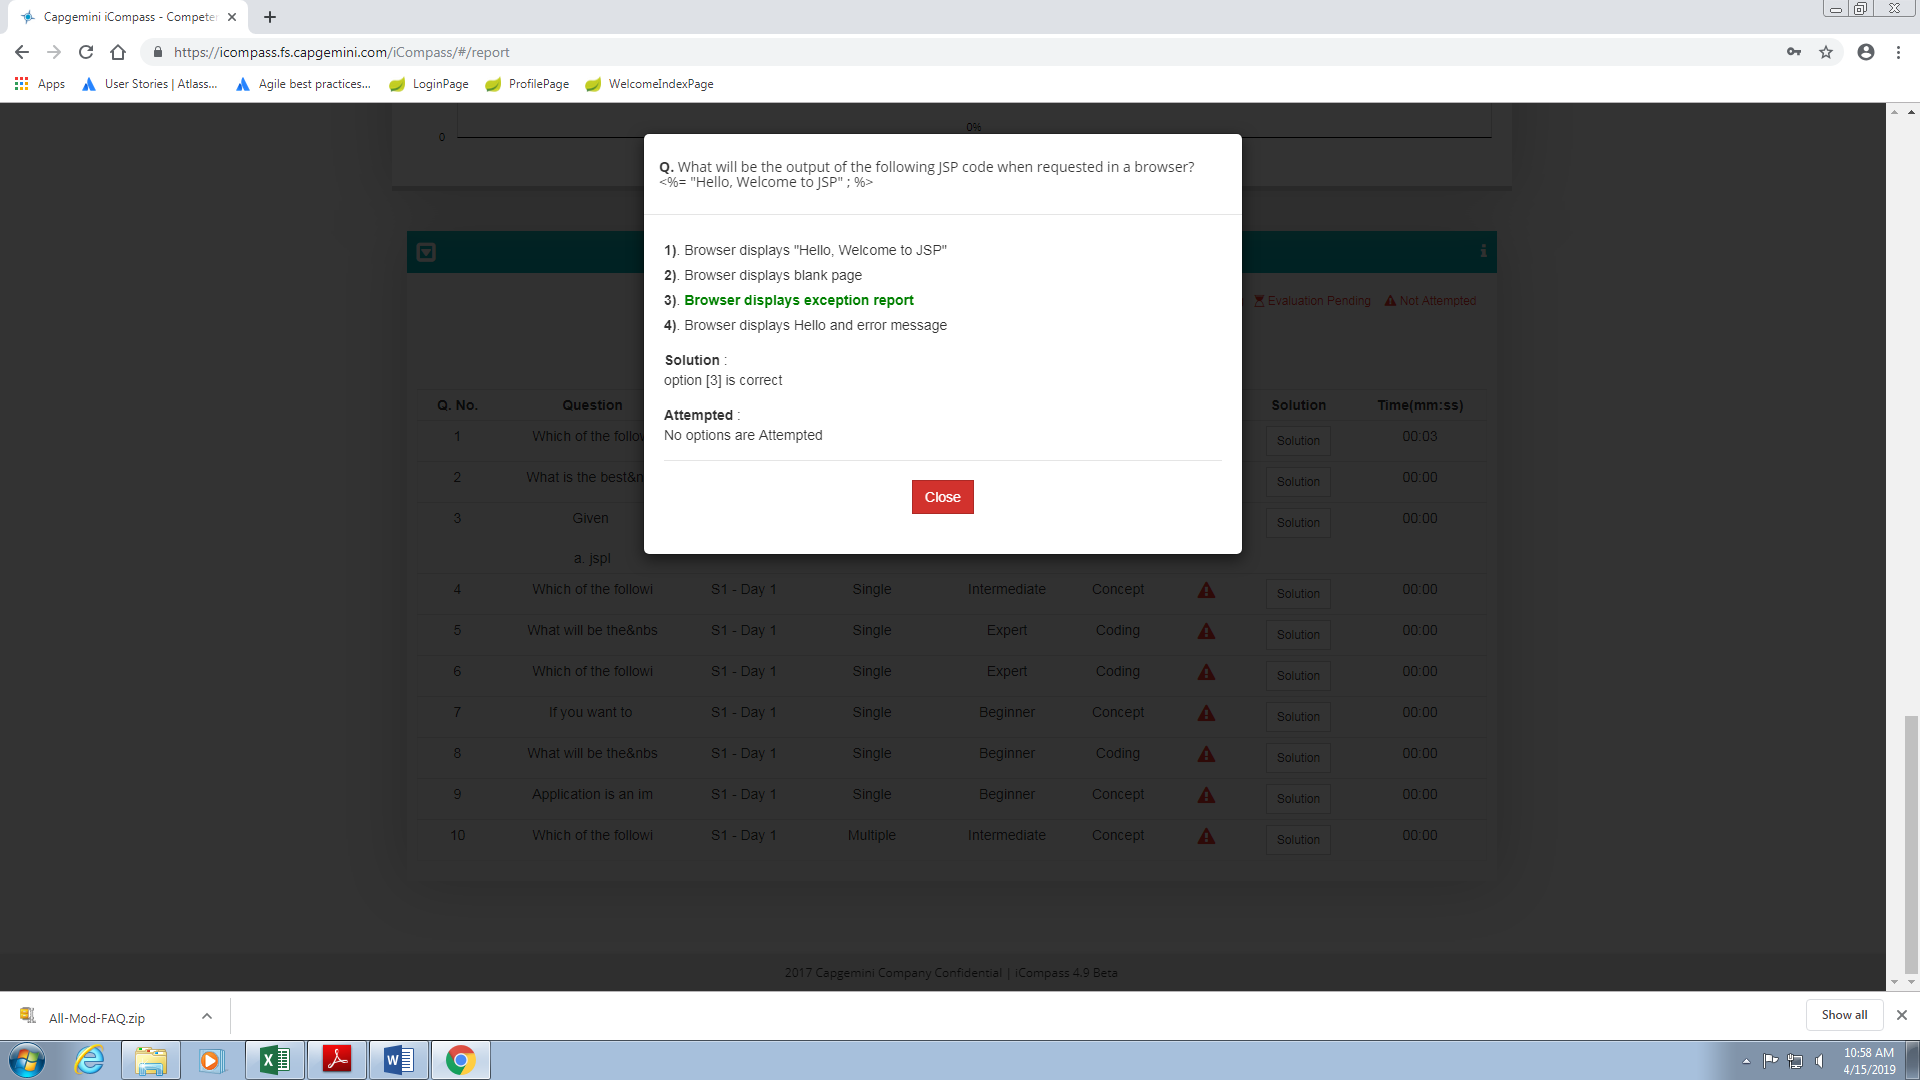 Capgemini iCompass - Competen
https://icompass.fs.capgemini.com/iCompass/#/report
Apps
User Stories | Atlass...
Agile best practices...
LoginPage
ProfilePage
WelcomeIndexPage
0
0%
Q. What will be the output of the following JSP code when requested in a browser?
<%= "Hello, Welcome to JSP" ; %>
1). Browser displays "Hello, Welcome to JSP"
2). Browser displays blank page
3). Browser displays exception report
4). Browser displays Hello and error message
Solution :
option [3] is correct
Attempted :
No options are Attempted
Close
Evaluation Pending Not Attempted
Q. No. Question Solution Time(mm:ss)
1 Which of the follow Solution 00:03
2 What is the best&n Solution 00:00
3 Given Solution 00:00
a. jspI
4 Which of the followi S1 - Day 1 Single Intermediate Concept Solution 00:00
5 What will be the&nbs S1 - Day 1 Single Expert Coding Solution 00:00
6 Which of the followi S1 - Day 1 Single Expert Coding Solution 00:00
7 If you want to S1 - Day 1 Single Beginner Concept Solution 00:00
8 What will be the&nbs S1 - Day 1 Single Beginner Coding Solution 00:00
9 Application is an im S1 - Day 1 Single Beginner Concept Solution 00:00
10 Which of the followi S1 - Day 1 Multiple Intermediate Concept Solution 00:00
2017 Capgemini Company Confidential | iCompass 4.9 Beta
All-Mod-FAQ.zip
Show all
10:58 AM
4/15/2019